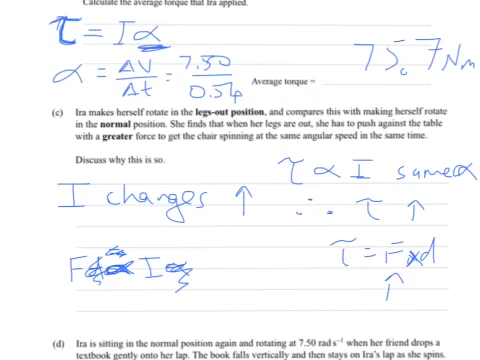 Calculate the average torque that Ira applied.
τ = Iα
α = ΔV/Δt = 7.50/0.54
75.7 Nm
Average torque =
(c) Ira makes herself rotate in the legs-out position, and compares this with making herself rotate
in the normal position. She finds that when her legs are out, she has to push against the table
with a greater force to get the chair spinning at the same angular speed in the same time.
Discuss why this is so.
τ ∝ I same α
I changes ↑ ∴ τ ↑
τ = F×d
↑
F I
(d) Ira is sitting in the normal position again and rotating at 7.50 rad s⁻¹ when her friend drops a
textbook gently onto her lap. The book falls vertically and then stays on Ira's lap as she spins.